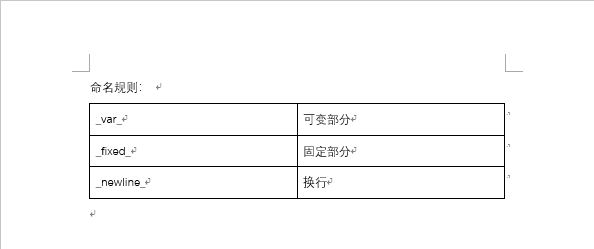 命名规则：
_var_ 可变部分
_fixed_ 固定部分
_newline_ 换行